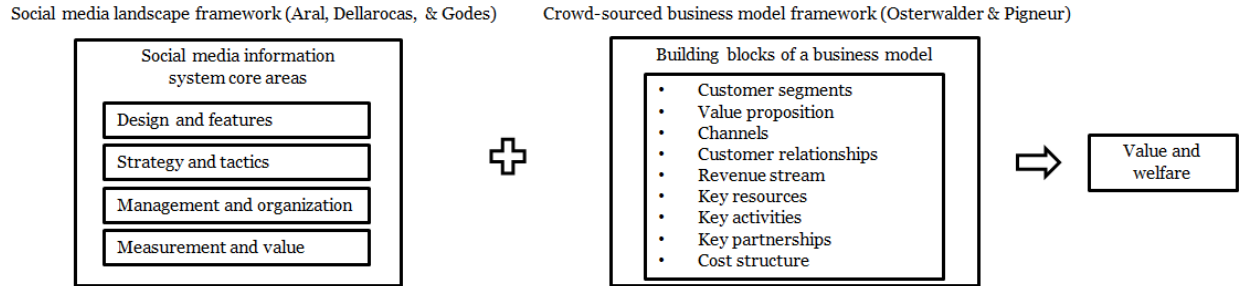 Social media landscape framework (Aral, Dellarocas, & Godes)
Social media information
system core areas
Design and features
Strategy and tactics
Management and organization
Measurement and value
Crowd-sourced business model framework (Osterwalder & Pigneur)
Building blocks of a business model
• Customer segments
• Value proposition
• Channels
• Customer relationships
• Revenue stream
• Key resources
• Key activities
• Key partnerships
• Cost structure
Value and
welfare